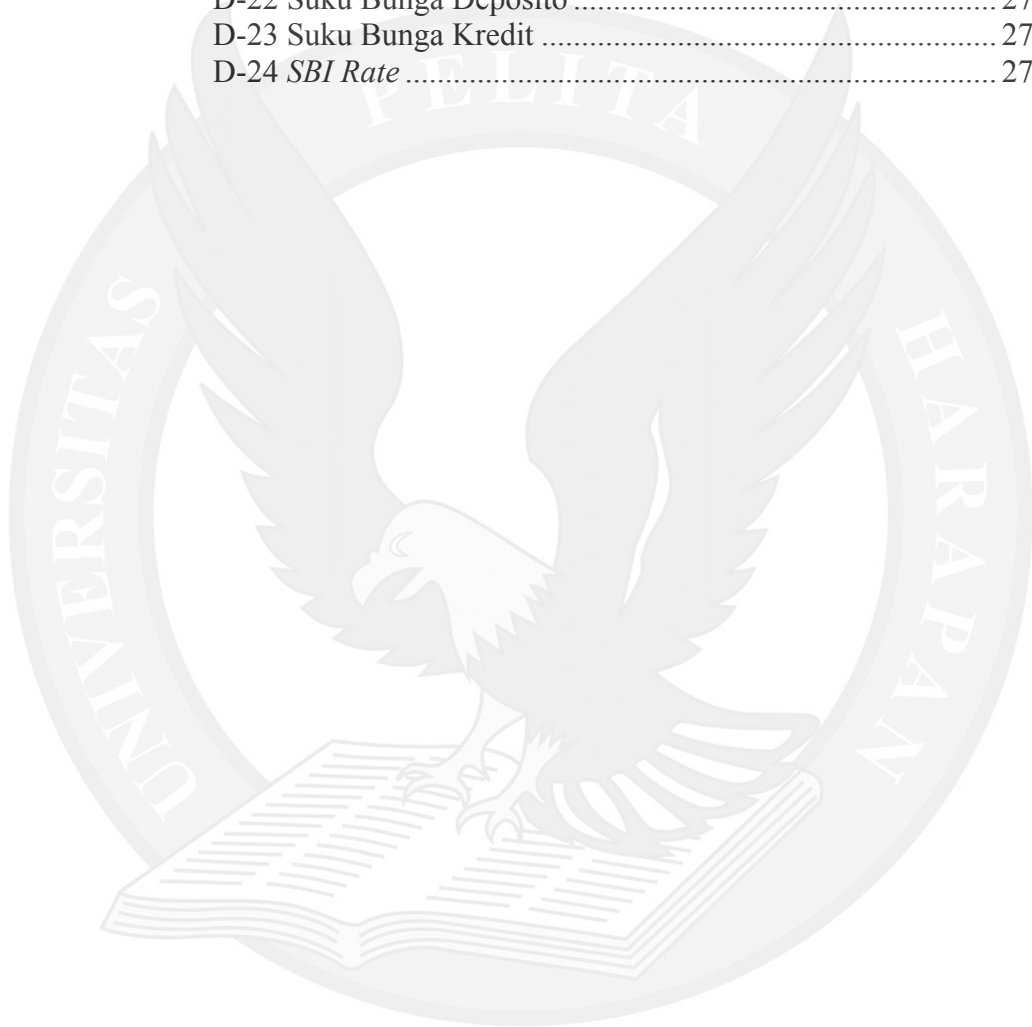 D-22 Suku Bunga Deposito ........................................................ 27
D-23 Suku Bunga Kredit ............................................................ 27
D-24 SBI Rate .............................................................................. 27
PELITA
UNIVERSITAS
HARAPAN